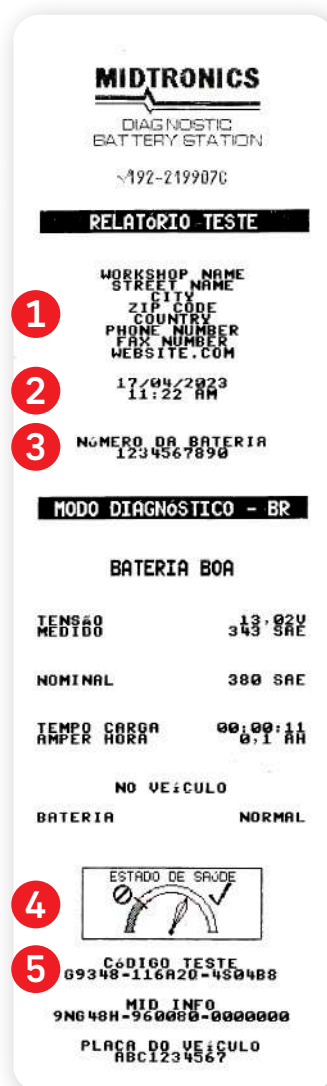 MIDTRONICS
DIAGNOSTIC
BATTERY STATION
192-219907C
RELATÓRIO TESTE
1
WORKSHOP NAME
STREET NAME
CITY
ZIP CODE
COUNTRY
PHONE NUMBER
FAX NUMBER
WEBSITE.COM
2
17/04/2023
11:22 AM
3
NúMERO DA BATERIA
1234567890
MODO DIAGNóSTICO - BR
BATERIA BOA
TENSãO 13,02V
MEDIDO 343 SAE
NOMINAL 380 SAE
TEMPO CARGA 00:00:11
AMPER HORA 0,1 AH
NO VEíCULO
BATERIA NORMAL
4
ESTADO DE SAúDE
5
CóDIGO TESTE
G9348-116A20-4S04B8
MID INFO
9NG48H-960080-0000000
PLACA DO VEíCULO
ABC1234567